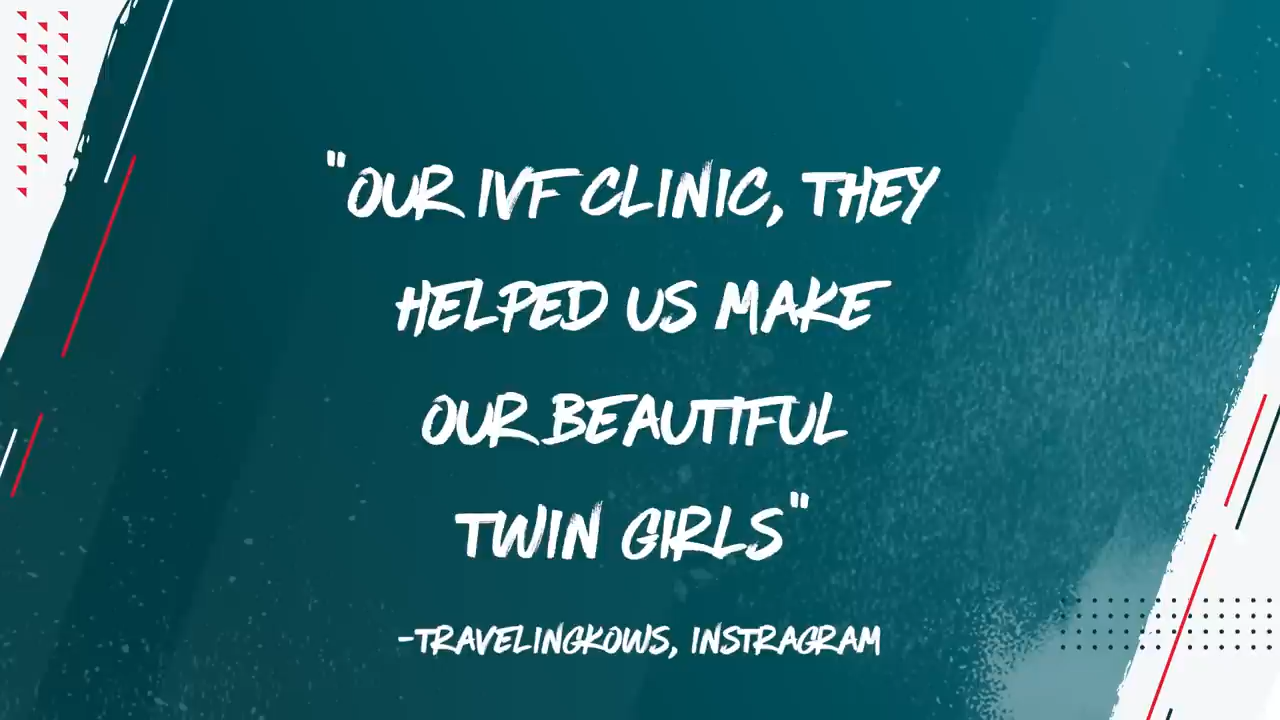 "OUR IVF CLINIC, THEY
HELPED US MAKE
OUR BEAUTIFUL
TWIN GIRLS"
-TRAVELINGKOWS, INSTRAGRAM